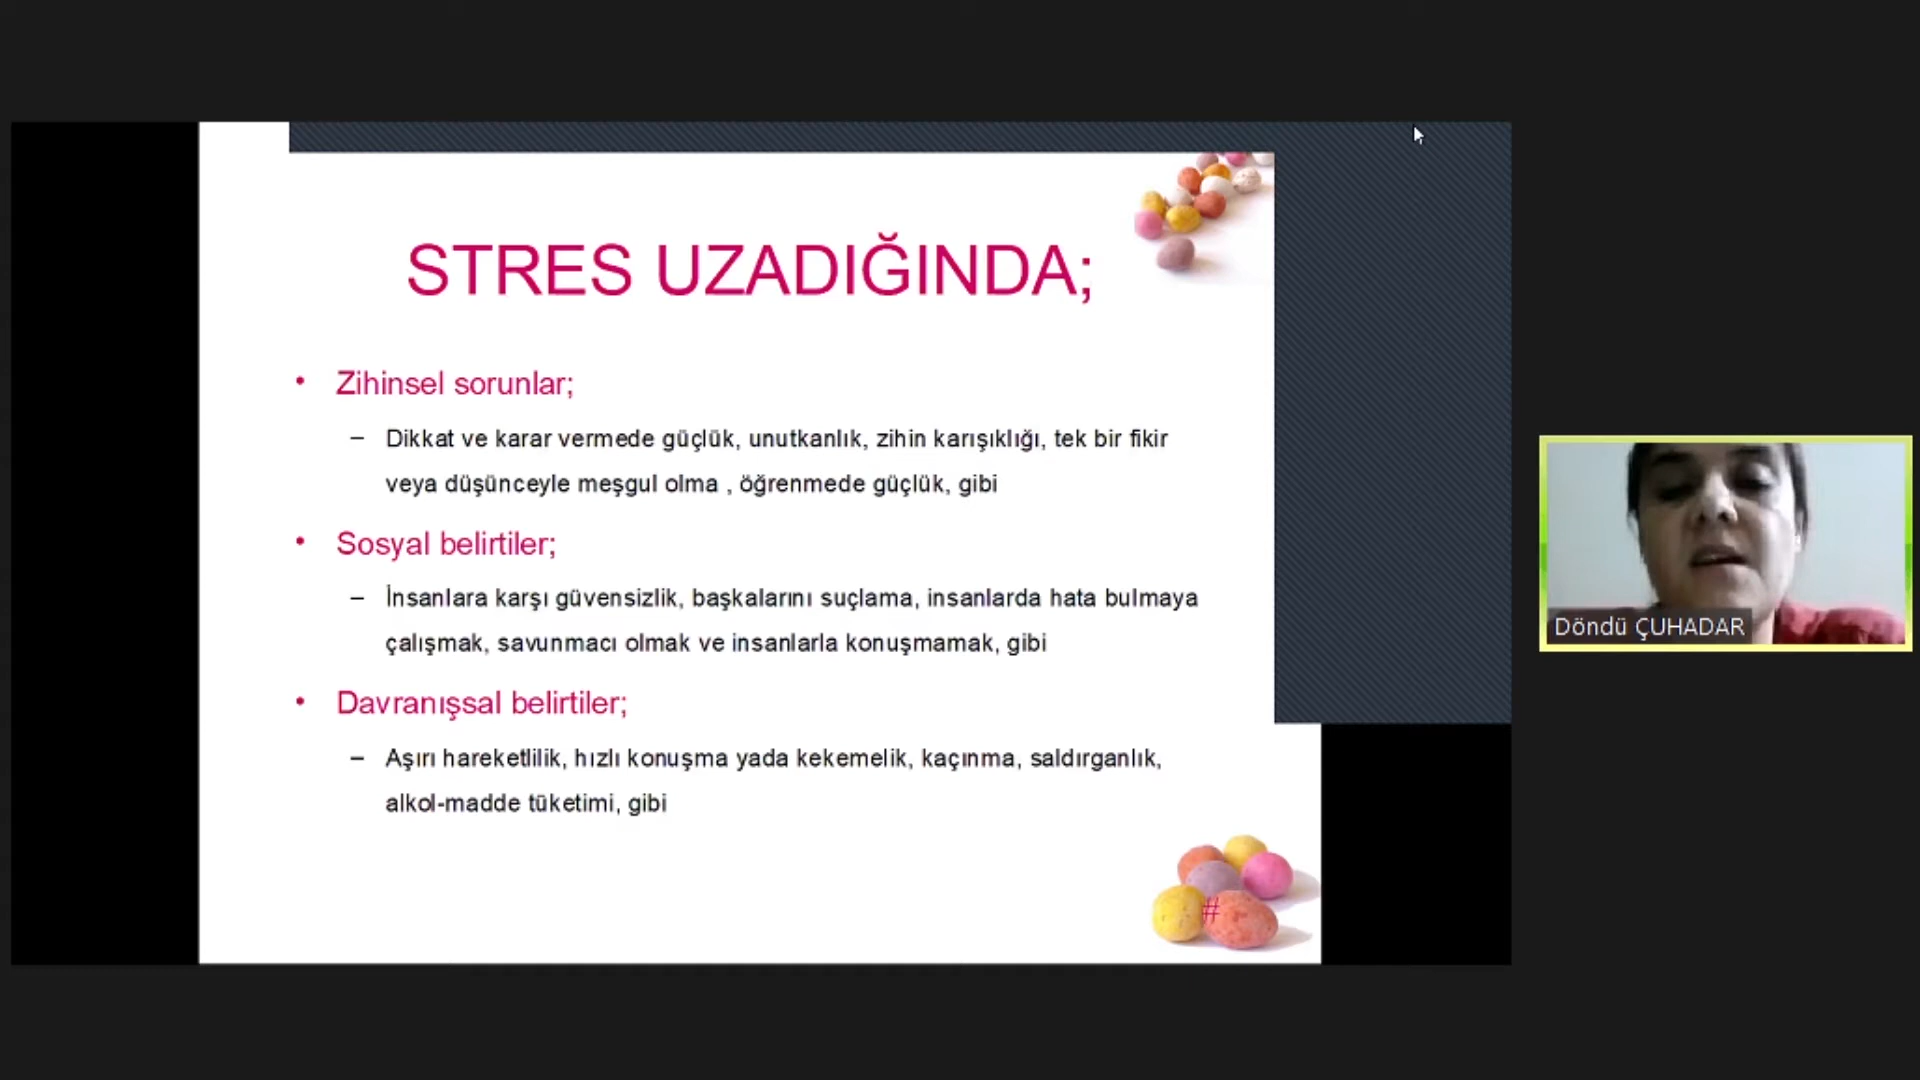 STRES UZADIĞINDA;
• Zihinsel sorunlar;
– Dikkat ve karar vermede güçlük, unutkanlık, zihin karışıklığı, tek bir fikir
veya düşünceyle meşgul olma , öğrenmede güçlük, gibi
• Sosyal belirtiler;
– İnsanlara karşı güvensizlik, başkalarını suçlama, insanlarda hata bulmaya
çalışmak, savunmacı olmak ve insanlarla konuşmamak, gibi
• Davranışsal belirtiler;
– Aşırı hareketlilik, hızlı konuşma yada kekemelik, kaçınma, saldırganlık,
alkol-madde tüketimi, gibi
#
Döndü ÇUHADAR